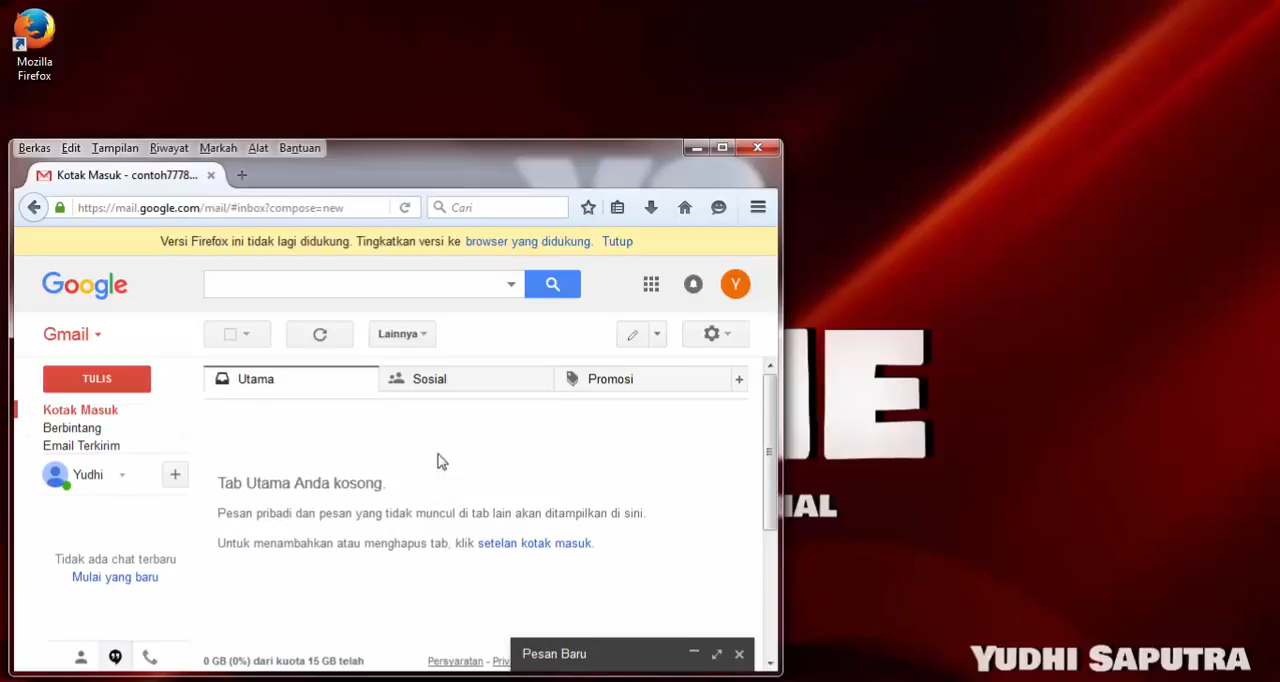 Mozilla
Firefox
Berkas Edit Tampilan Riwayat Markah Alat Bantuan
Kotak Masuk - contoh7778...
https://mail.google.com/mail/#inbox?compose=new
Cari
Versi Firefox ini tidak lagi didukung. Tingkatkan versi ke browser yang didukung. Tutup
Google
Y
Gmail
Lainnya
TULIS
Utama Sosial Promosi +
Kotak Masuk
Berbintang
Email Terkirim
Yudhi +
Tab Utama Anda kosong.
Pesan pribadi dan pesan yang tidak muncul di tab lain akan ditampilkan di sini.
Untuk menambahkan atau menghapus tab, klik setelan kotak masuk.
Tidak ada chat terbaru
Mulai yang baru
0 GB (0%) dari kuota 15 GB telah
Persyaratan - Priv
Pesan Baru
E
IAL
Yudhi Saputra